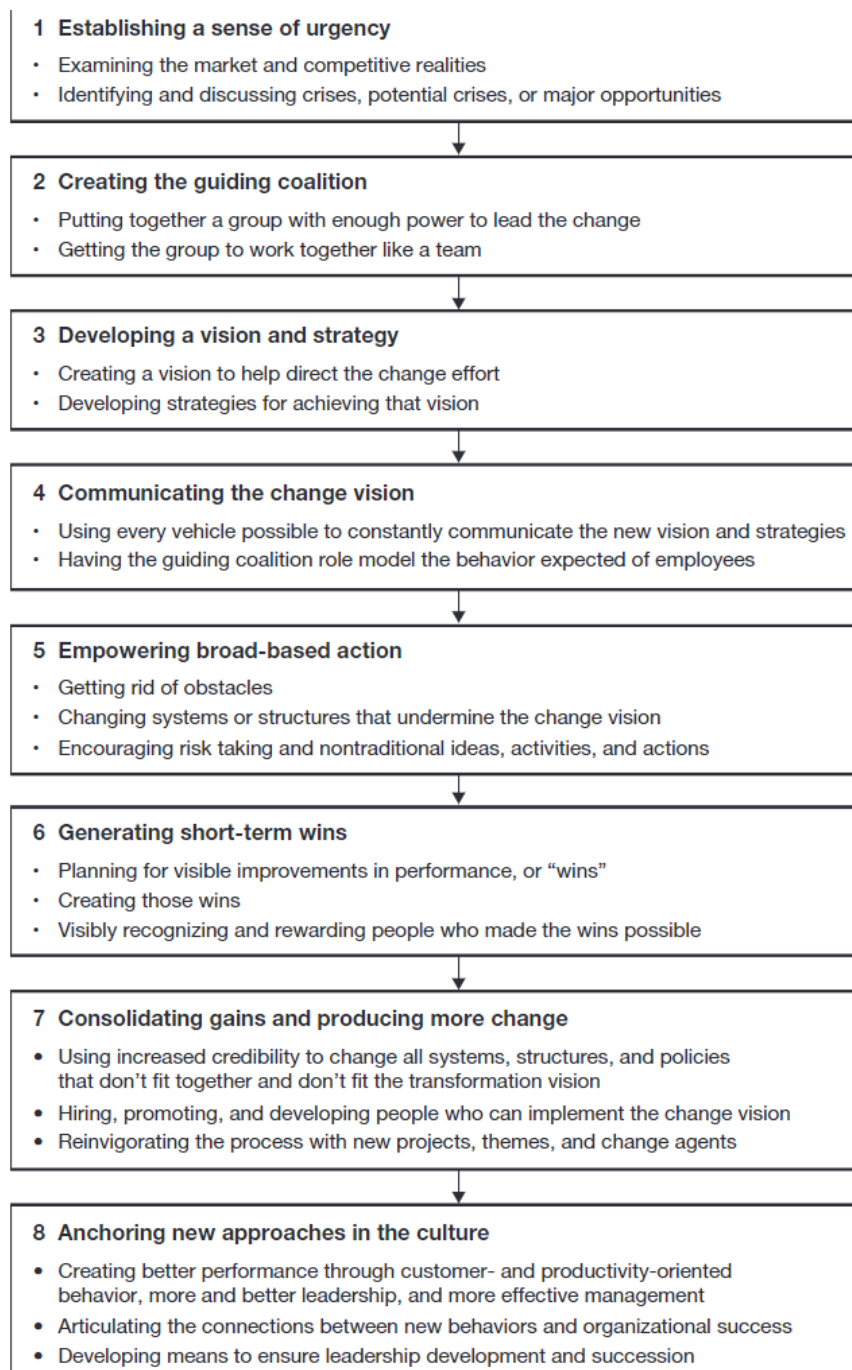 1 Establishing a sense of urgency
• Examining the market and competitive realities
• Identifying and discussing crises, potential crises, or major opportunities
2 Creating the guiding coalition
• Putting together a group with enough power to lead the change
• Getting the group to work together like a team
3 Developing a vision and strategy
• Creating a vision to help direct the change effort
• Developing strategies for achieving that vision
4 Communicating the change vision
• Using every vehicle possible to constantly communicate the new vision and strategies
• Having the guiding coalition role model the behavior expected of employees
5 Empowering broad-based action
• Getting rid of obstacles
• Changing systems or structures that undermine the change vision
• Encouraging risk taking and nontraditional ideas, activities, and actions
6 Generating short-term wins
• Planning for visible improvements in performance, or “wins”
• Creating those wins
• Visibly recognizing and rewarding people who made the wins possible
7 Consolidating gains and producing more change
• Using increased credibility to change all systems, structures, and policies
that don’t fit together and don’t fit the transformation vision
• Hiring, promoting, and developing people who can implement the change vision
• Reinvigorating the process with new projects, themes, and change agents
8 Anchoring new approaches in the culture
• Creating better performance through customer- and productivity-oriented
behavior, more and better leadership, and more effective management
• Articulating the connections between new behaviors and organizational success
• Developing means to ensure leadership development and succession